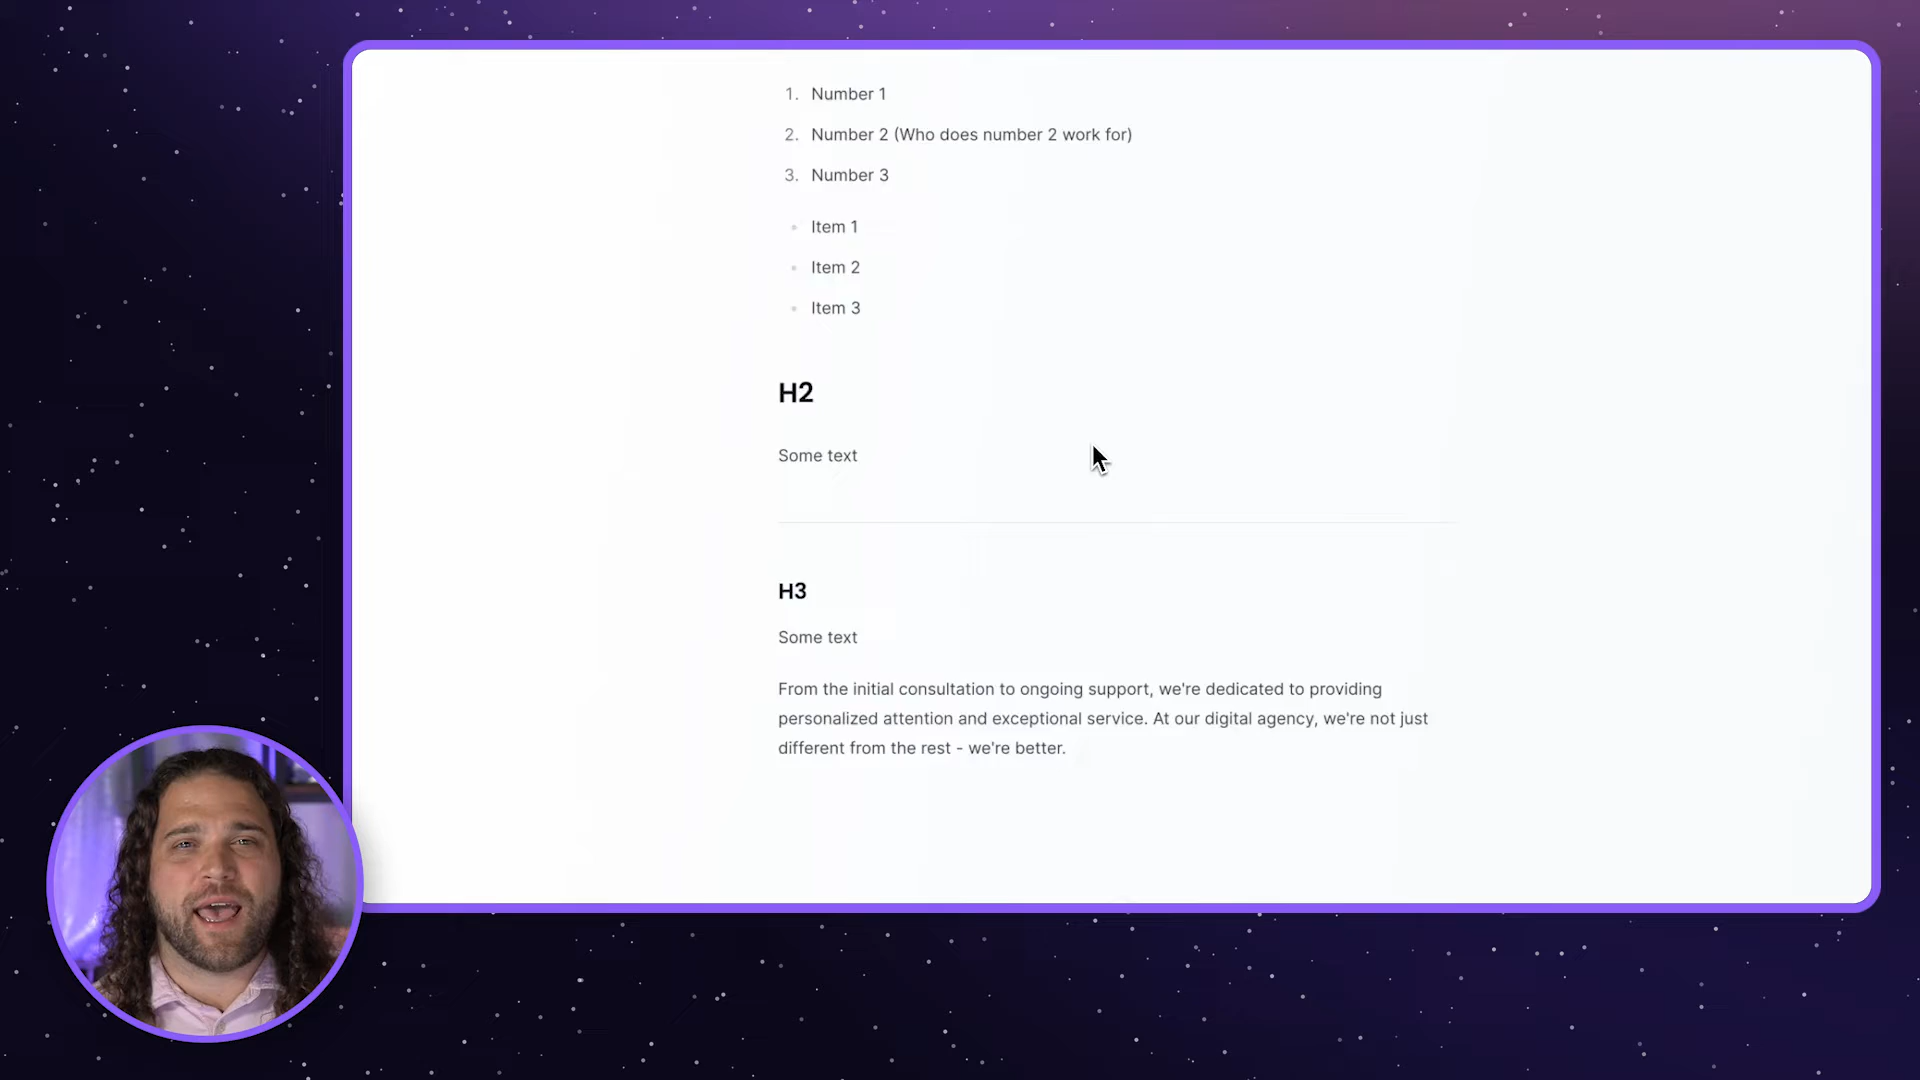 1. Number 1
2. Number 2 (Who does number 2 work for)
3. Number 3
• Item 1
• Item 2
• Item 3
H2
Some text
H3
Some text
From the initial consultation to ongoing support, we're dedicated to providing
personalized attention and exceptional service. At our digital agency, we're not just
different from the rest - we're better.